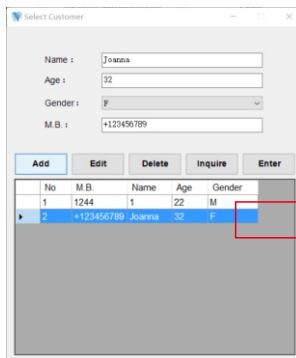 Select Customer
Name : Joanna
Age : 32
Gender : F
M.B. : +123456789
Add Edit Delete Inquire Enter
No M.B. Name Age Gender
1 1244 1 22 M
2 +123456789 Joanna 32 F